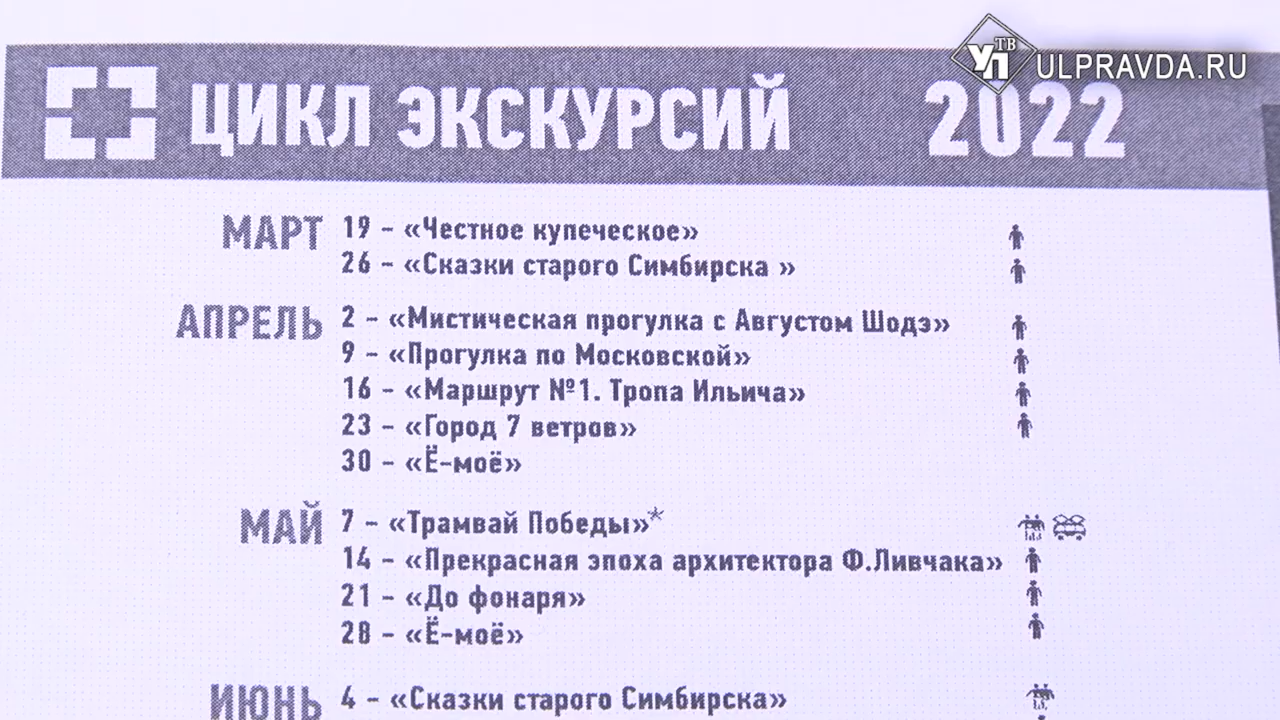 УП ТВ ULPRAVDA.RU
ЦИКЛ ЭКСКУРСИЙ 2022
МАРТ 19 – «Честное купеческое»
26 – «Сказки старого Симбирска »
АПРЕЛЬ 2 – «Мистическая прогулка с Августом Шодэ»
9 – «Прогулка по Московской»
16 – «Маршрут №1. Тропа Ильича»
23 – «Город 7 ветров»
30 – «Ё-моё»
МАЙ 7 – «Трамвай Победы»*
14 – «Прекрасная эпоха архитектора Ф.Ливчака»
21 – «До фонаря»
28 – «Ё-моё»
ИЮНЬ 4 – «Сказки старого Симбирска»